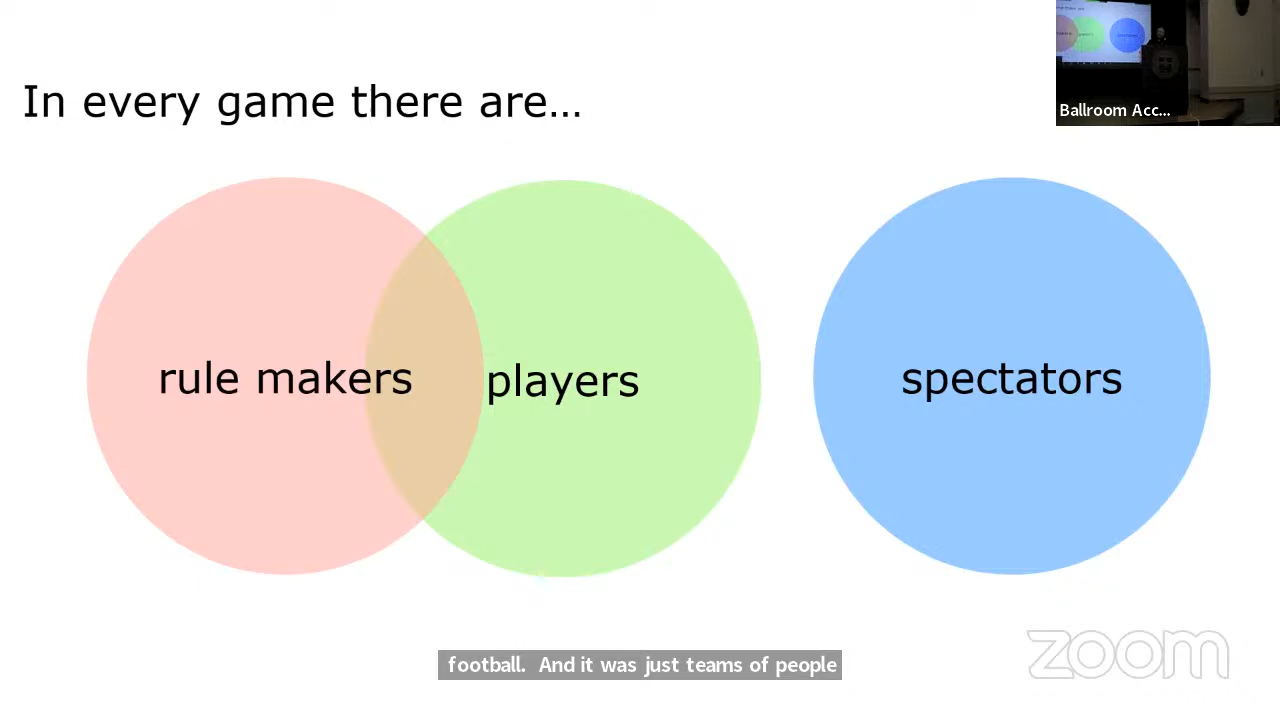 In every game there are…
Ballroom Acc...
rule makers
players
spectators
football. And it was just teams of people
zoom